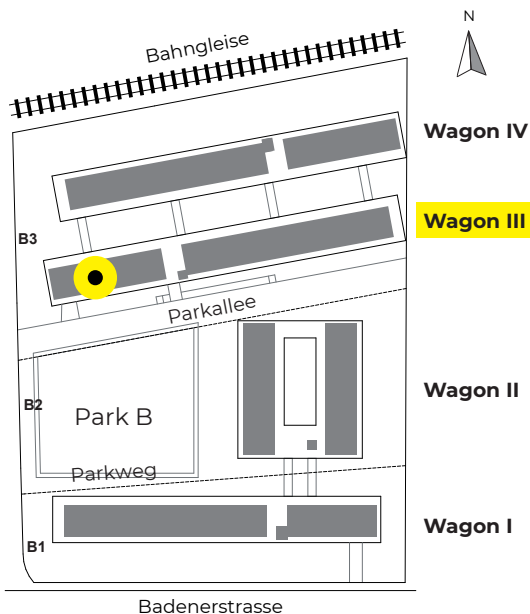 N
Bahngleise
Wagon IV
Wagon III
B3
Parkallee
Wagon II
B2
Park B
Parkweg
Wagon I
B1
Badenerstrasse